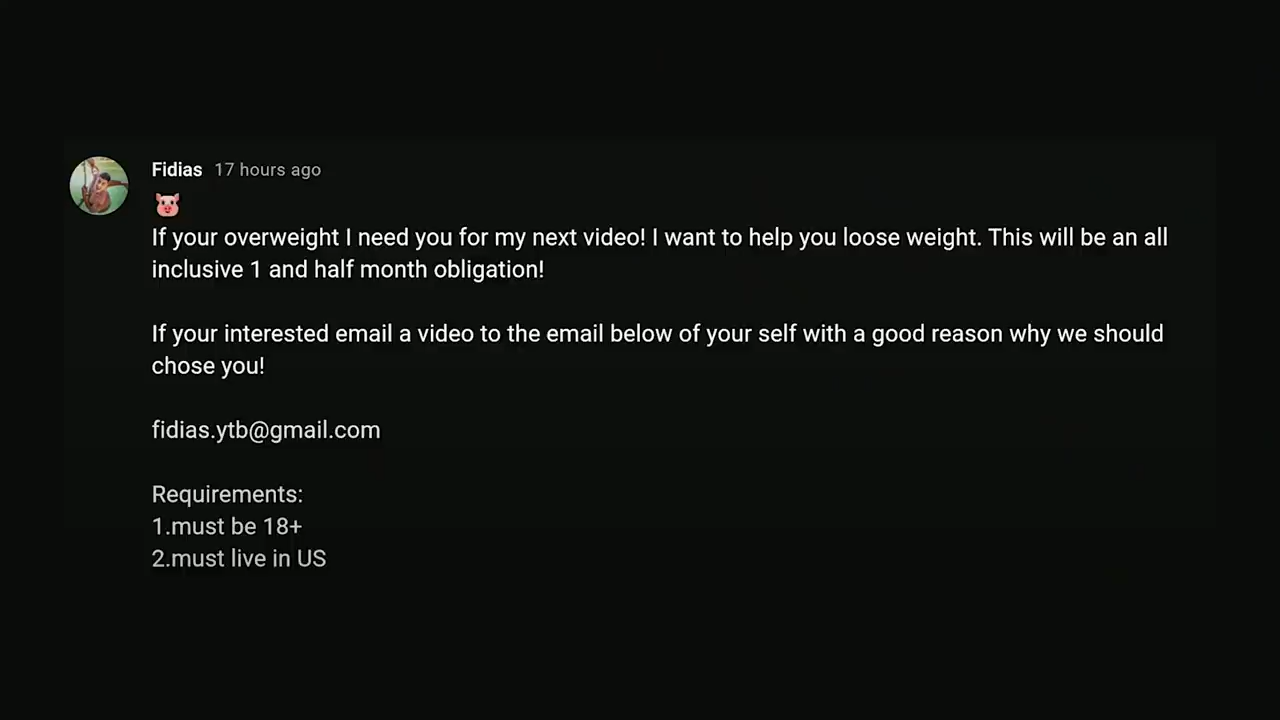 Fidias 17 hours ago
🐷
If your overweight I need you for my next video! I want to help you loose weight. This will be an all
inclusive 1 and half month obligation!
If your interested email a video to the email below of your self with a good reason why we should
chose you!
fidias.ytb@gmail.com
Requirements:
1.must be 18+
2.must live in US